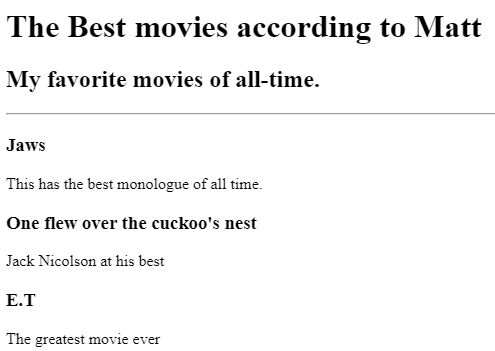 The Best movies according to Matt
My favorite movies of all-time.
Jaws
This has the best monologue of all time.
One flew over the cuckoo's nest
Jack Nicolson at his best
E.T
The greatest movie ever